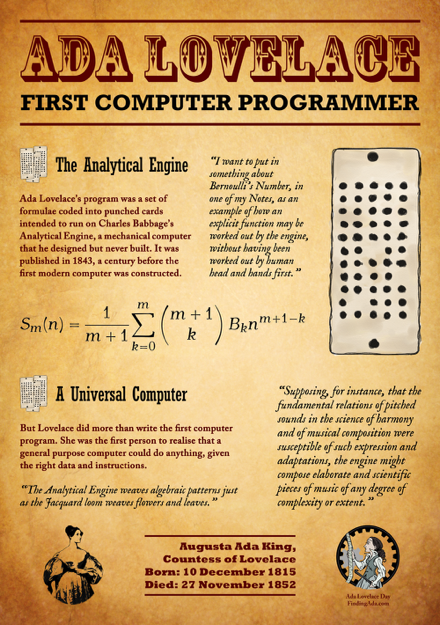 ADA LOVELACE
FIRST COMPUTER PROGRAMMER
The Analytical Engine
Ada Lovelace's program was a set of
formulae coded into punched cards
intended to run on Charles Babbage's
Analytical Engine, a mechanical computer
that he designed but never built. It was
published in 1843, a century before the
first modern computer was constructed.
"I want to put in
something about
Bernoulli's Number, in
one of my Notes, as an
example of how an
explicit function may be
worked out by the engine,
without having been
worked out by human
head and hands first."
S_m(n) = 1/(m+1) ∑_{k=0}^{m} (m+1 k) B_k n^{m+1−k}
A Universal Computer
But Lovelace did more than write the first computer
program. She was the first person to realise that a
general purpose computer could do anything, given
the right data and instructions.
"The Analytical Engine weaves algebraic patterns just
as the Jacquard loom weaves flowers and leaves."
"Supposing, for instance, that the
fundamental relations of pitched
sounds in the science of harmony
and of musical composition were
susceptible of such expression and
adaptations, the engine might
compose elaborate and scientific
pieces of music of any degree of
complexity or extent."
Augusta Ada King,
Countess of Lovelace
Born: 10 December 1815
Died: 27 November 1852
Ada Lovelace Day
FindingAda.com